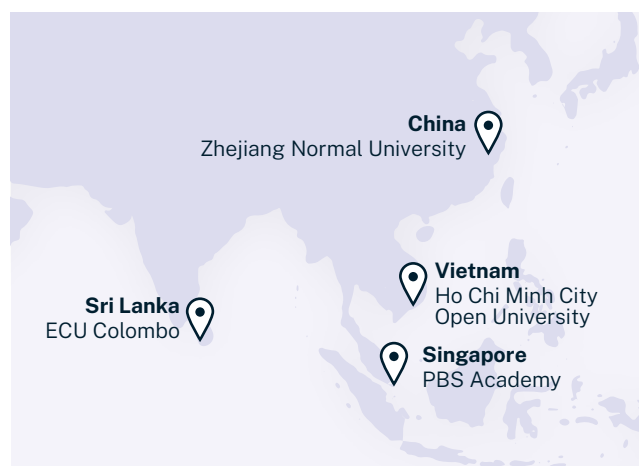 China
Zhejiang Normal University
Vietnam
Ho Chi Minh City
Open University
Sri Lanka
ECU Colombo
Singapore
PBS Academy